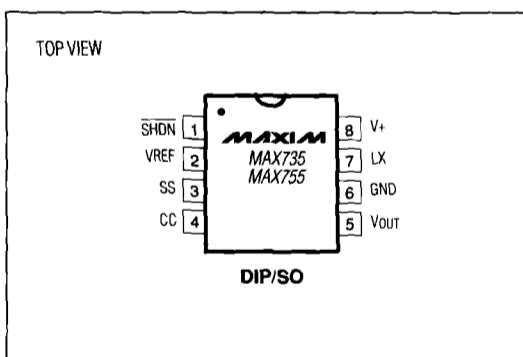 TOP VIEW
SHDN 1
VREF 2
SS 3
CC 4
MAXIM
MAX735
MAX755
8 V+
7 LX
6 GND
5 VOUT
DIP/SO